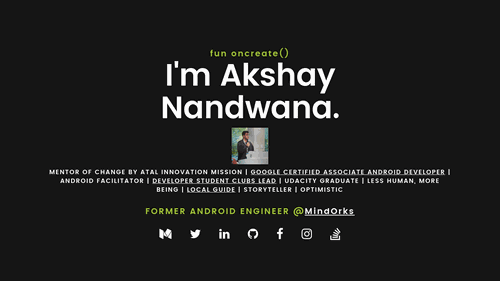 fun oncreate()
I'm Akshay
Nandwana.
MENTOR OF CHANGE BY ATAL INNOVATION MISSION | GOOGLE CERTIFIED ASSOCIATE ANDROID DEVELOPER |
ANDROID FACILITATOR | DEVELOPER STUDENT CLUBS LEAD | UDACITY GRADUATE | LESS HUMAN, MORE
BEING | LOCAL GUIDE | STORYTELLER | OPTIMISTIC
FORMER ANDROID ENGINEER @MindOrks